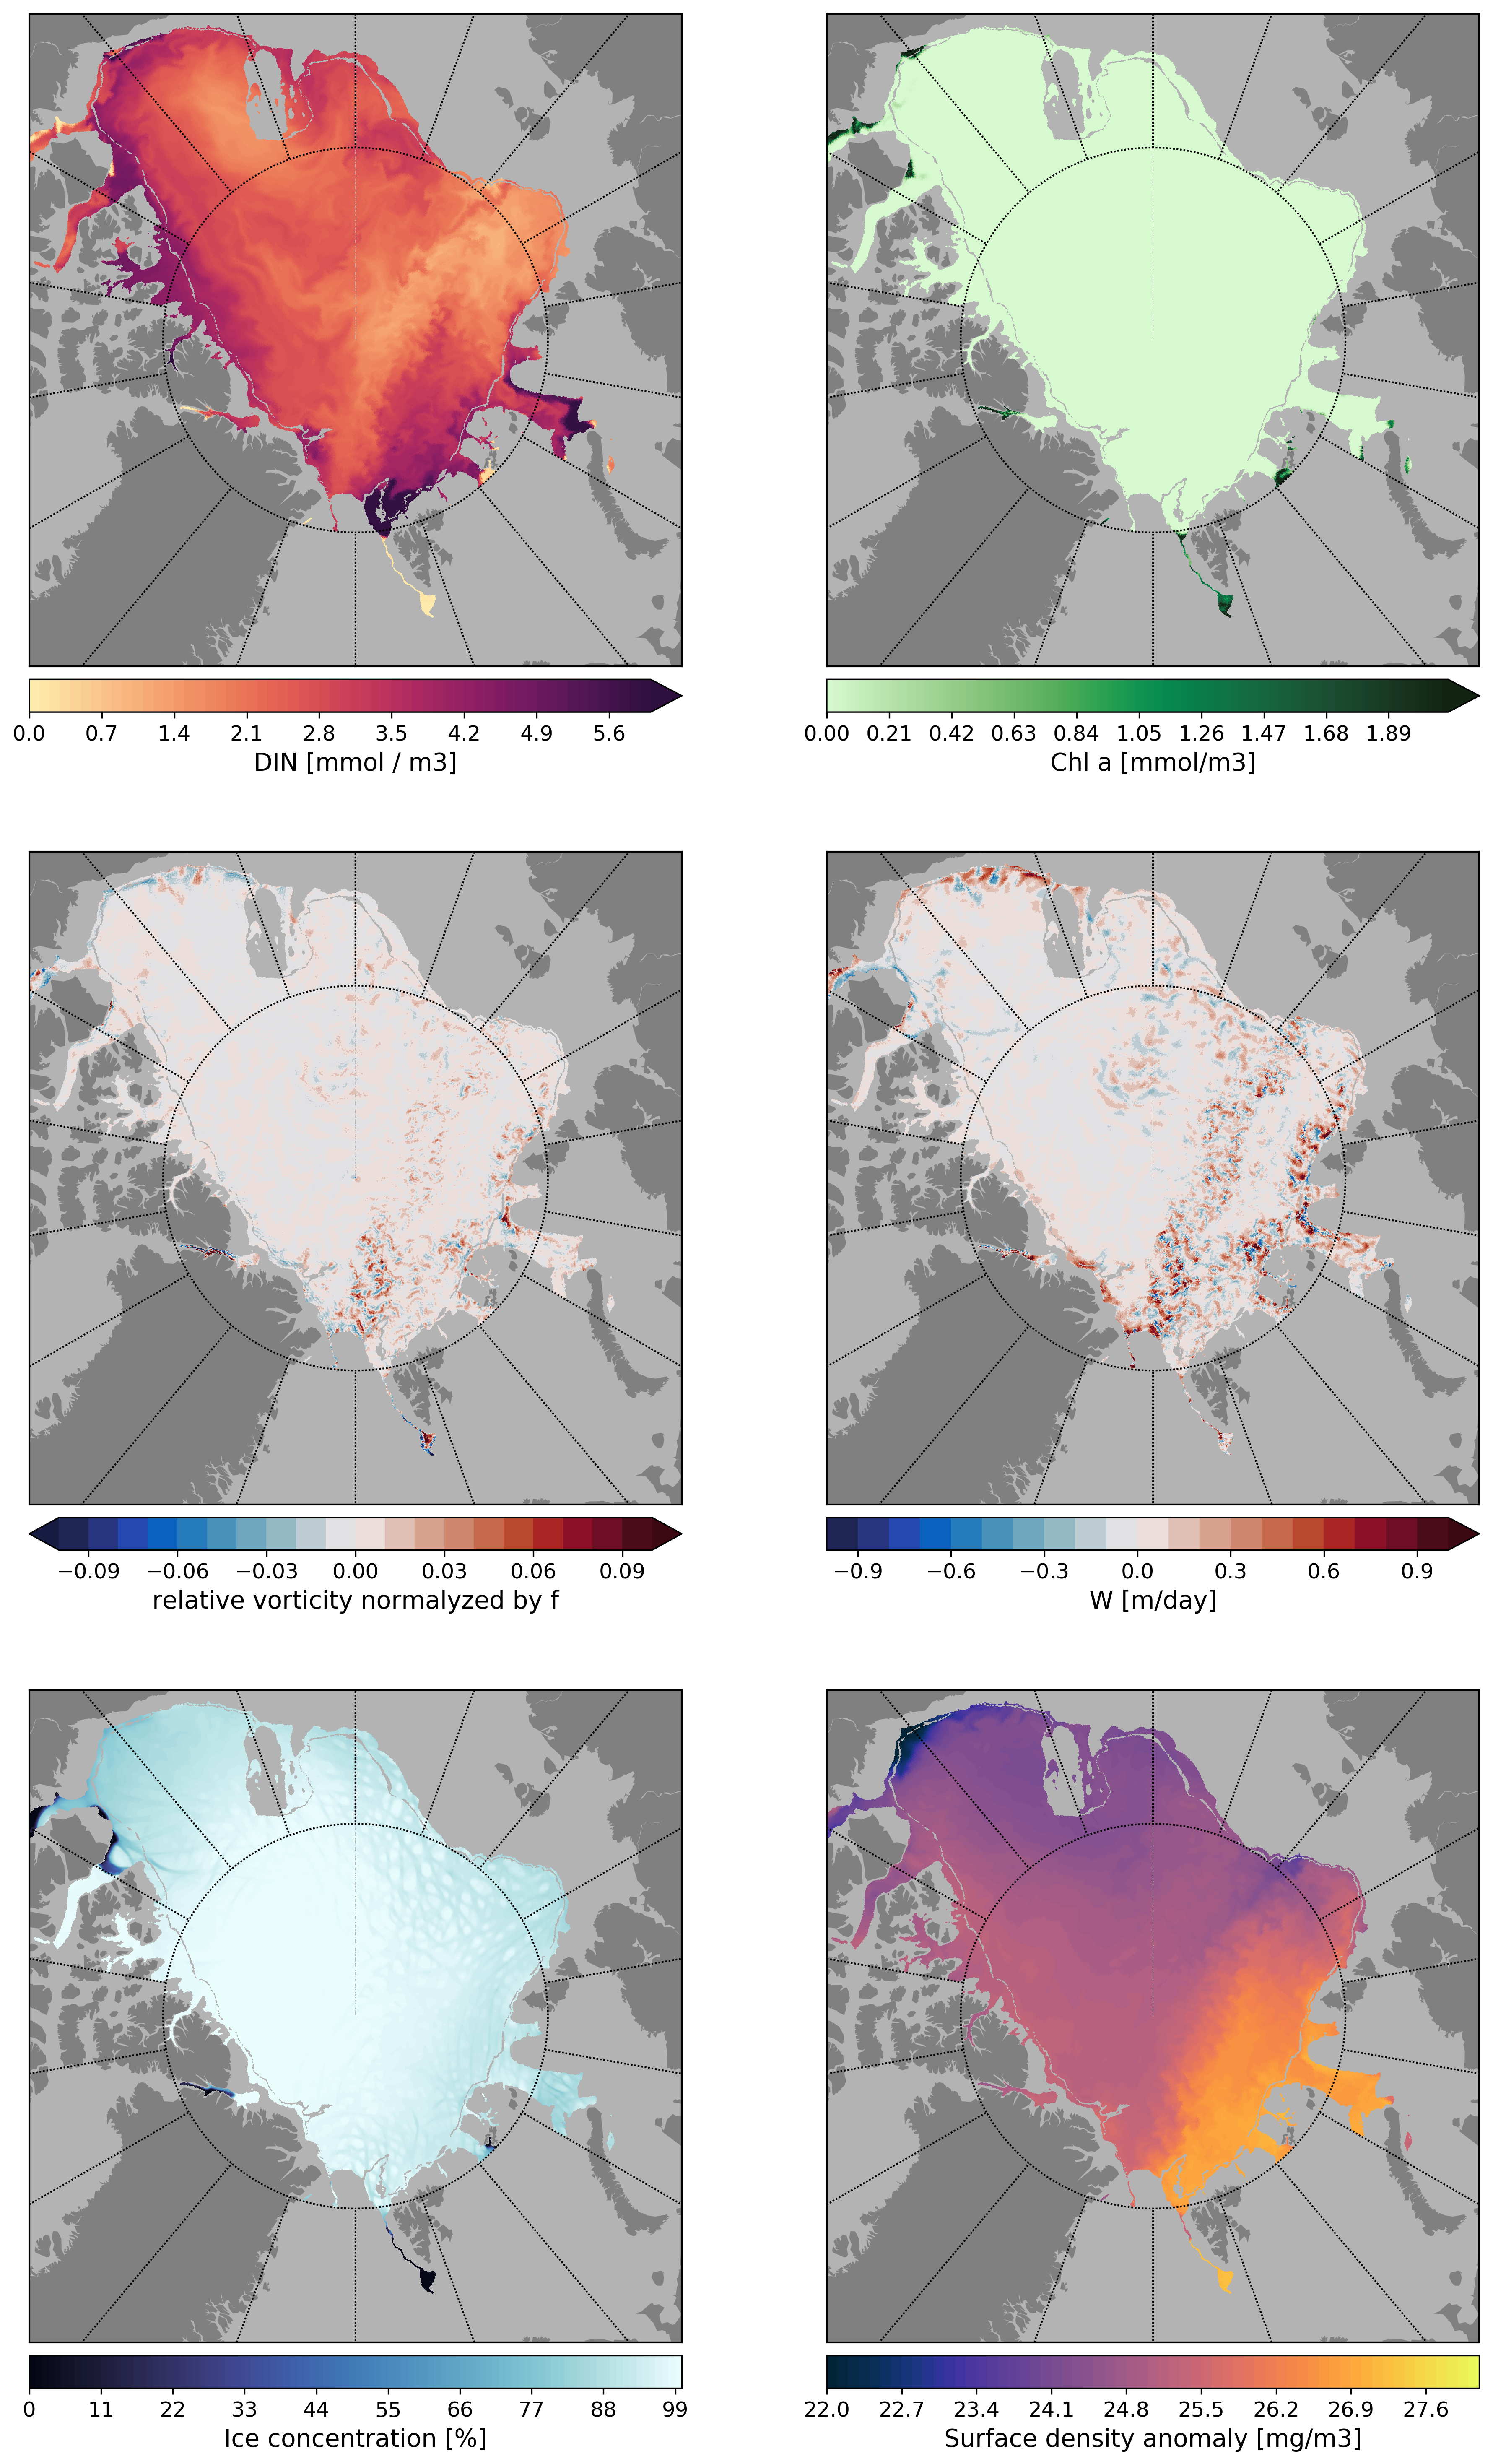 0.0 0.7 1.4 2.1 2.8 3.5 4.2 4.9 5.6
DIN [mmol / m3]
0.00 0.21 0.42 0.63 0.84 1.05 1.26 1.47 1.68 1.89
Chl a [mmol/m3]
−0.09 −0.06 −0.03 0.00 0.03 0.06 0.09
relative vorticity normalyzed by f
−0.9 −0.6 −0.3 0.0 0.3 0.6 0.9
W [m/day]
0 11 22 33 44 55 66 77 88 99
Ice concentration [%]
22.0 22.7 23.4 24.1 24.8 25.5 26.2 26.9 27.6
Surface density anomaly [mg/m3]